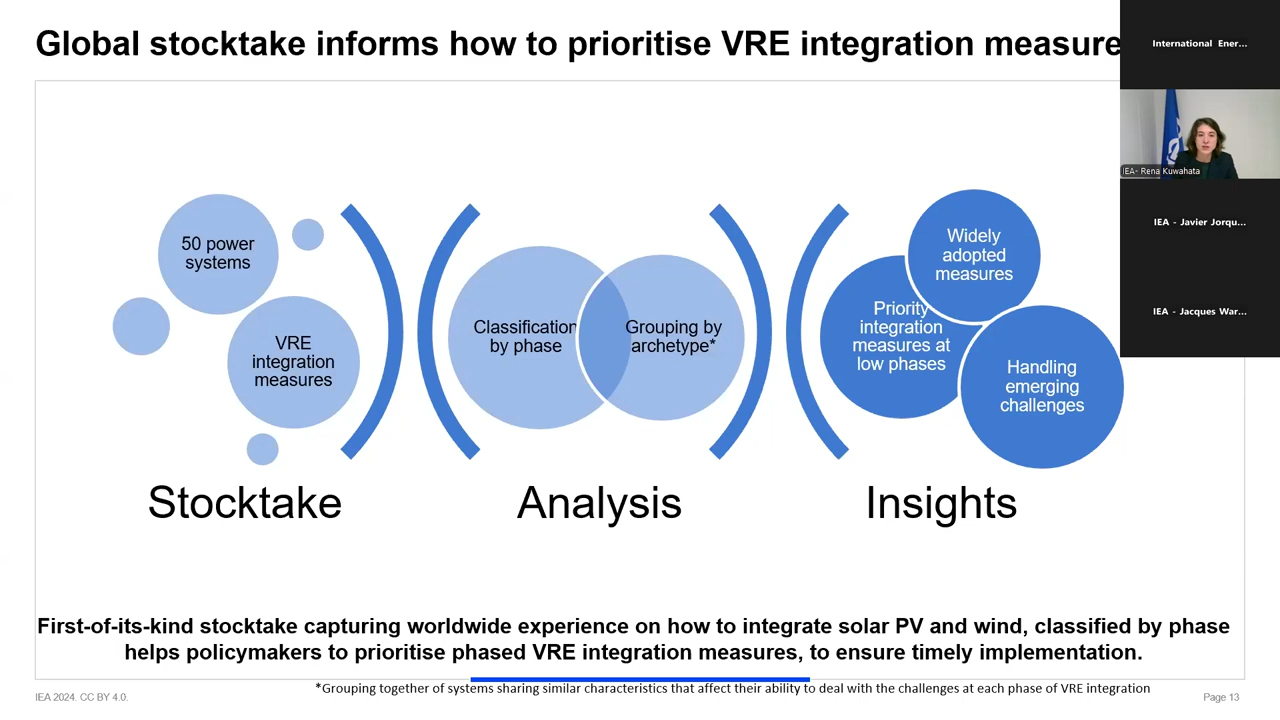 Global stocktake informs how to prioritise VRE integration measure
International Ener...
IEA- Rena Kuwahata
IEA - Javier Jorqu...
IEA - Jacques War...
50 power
systems
VRE
integration
measures
Classification
by phase
Grouping by
archetype*
Widely
adopted
measures
Priority
integration
measures at
low phases
Handling
emerging
challenges
Stocktake
Analysis
Insights
First-of-its-kind stocktake capturing worldwide experience on how to integrate solar PV and wind, classified by phase
helps policymakers to prioritise phased VRE integration measures, to ensure timely implementation.
*Grouping together of systems sharing similar characteristics that affect their ability to deal with the challenges at each phase of VRE integration
IEA 2024. CC BY 4.0.
Page 13